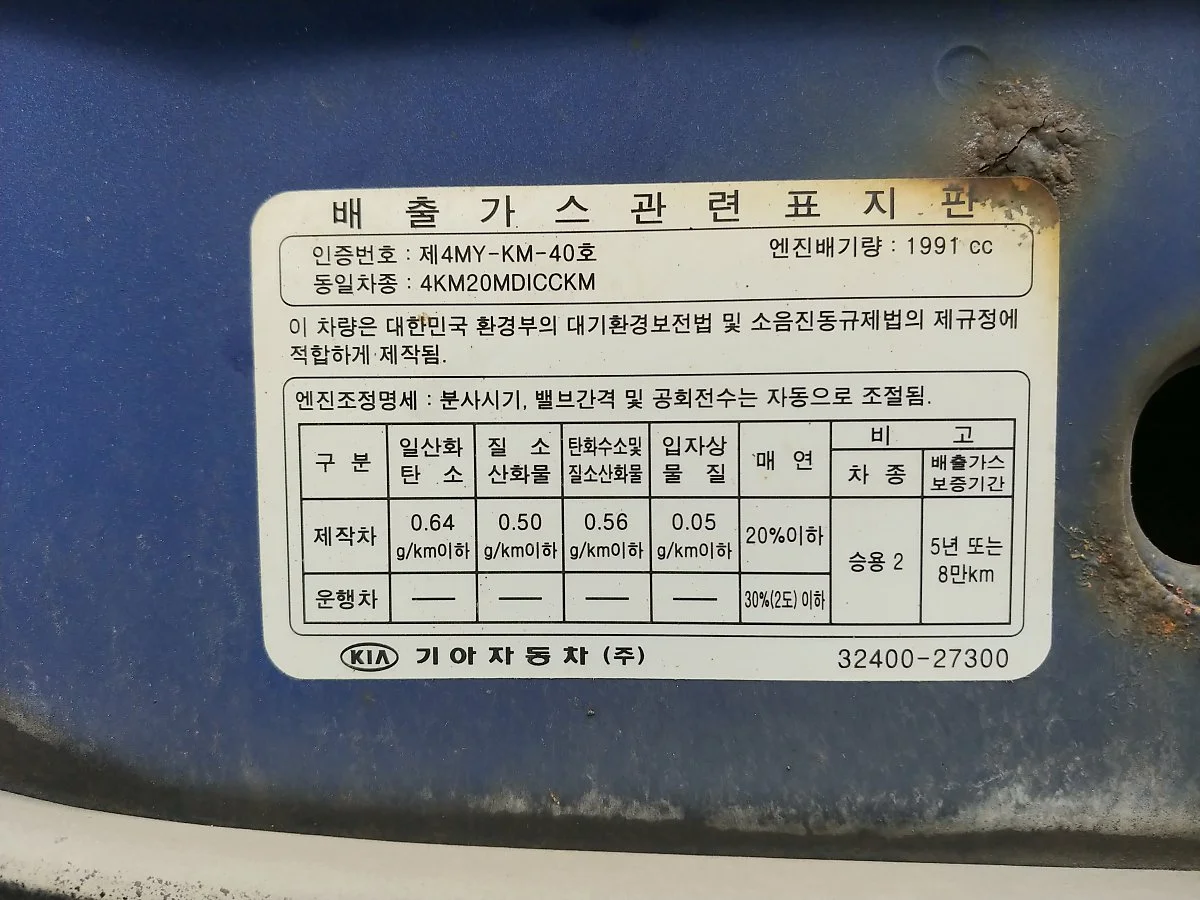 배 출 가 스 관 련 표 지 판
인증번호 : 제4MY-KM-40호 엔진배기량 : 1991 cc
동일차종 : 4KM20MDICCKM
이 차량은 대한민국 환경부의 대기환경보전법 및 소음진동규제법의 제규정에
적합하게 제작됨.
엔진조정명세 : 분사시기, 밸브간격 및 공회전수는 자동으로 조절됨.
구 분 일산화 탄 소 질 소 산화물 탄화수소및 질소산화물 입자상 물 질 매 연 비 고
차 종 배출가스 보증기간
제작차 0.64 g/km이하 0.50 g/km이하 0.56 g/km이하 0.05 g/km이하 20%이하 승용 2 5년 또는 8만km
운행차 — — — — 30%(2도) 이하
KIA 기아자동차 (주) 32400-27300